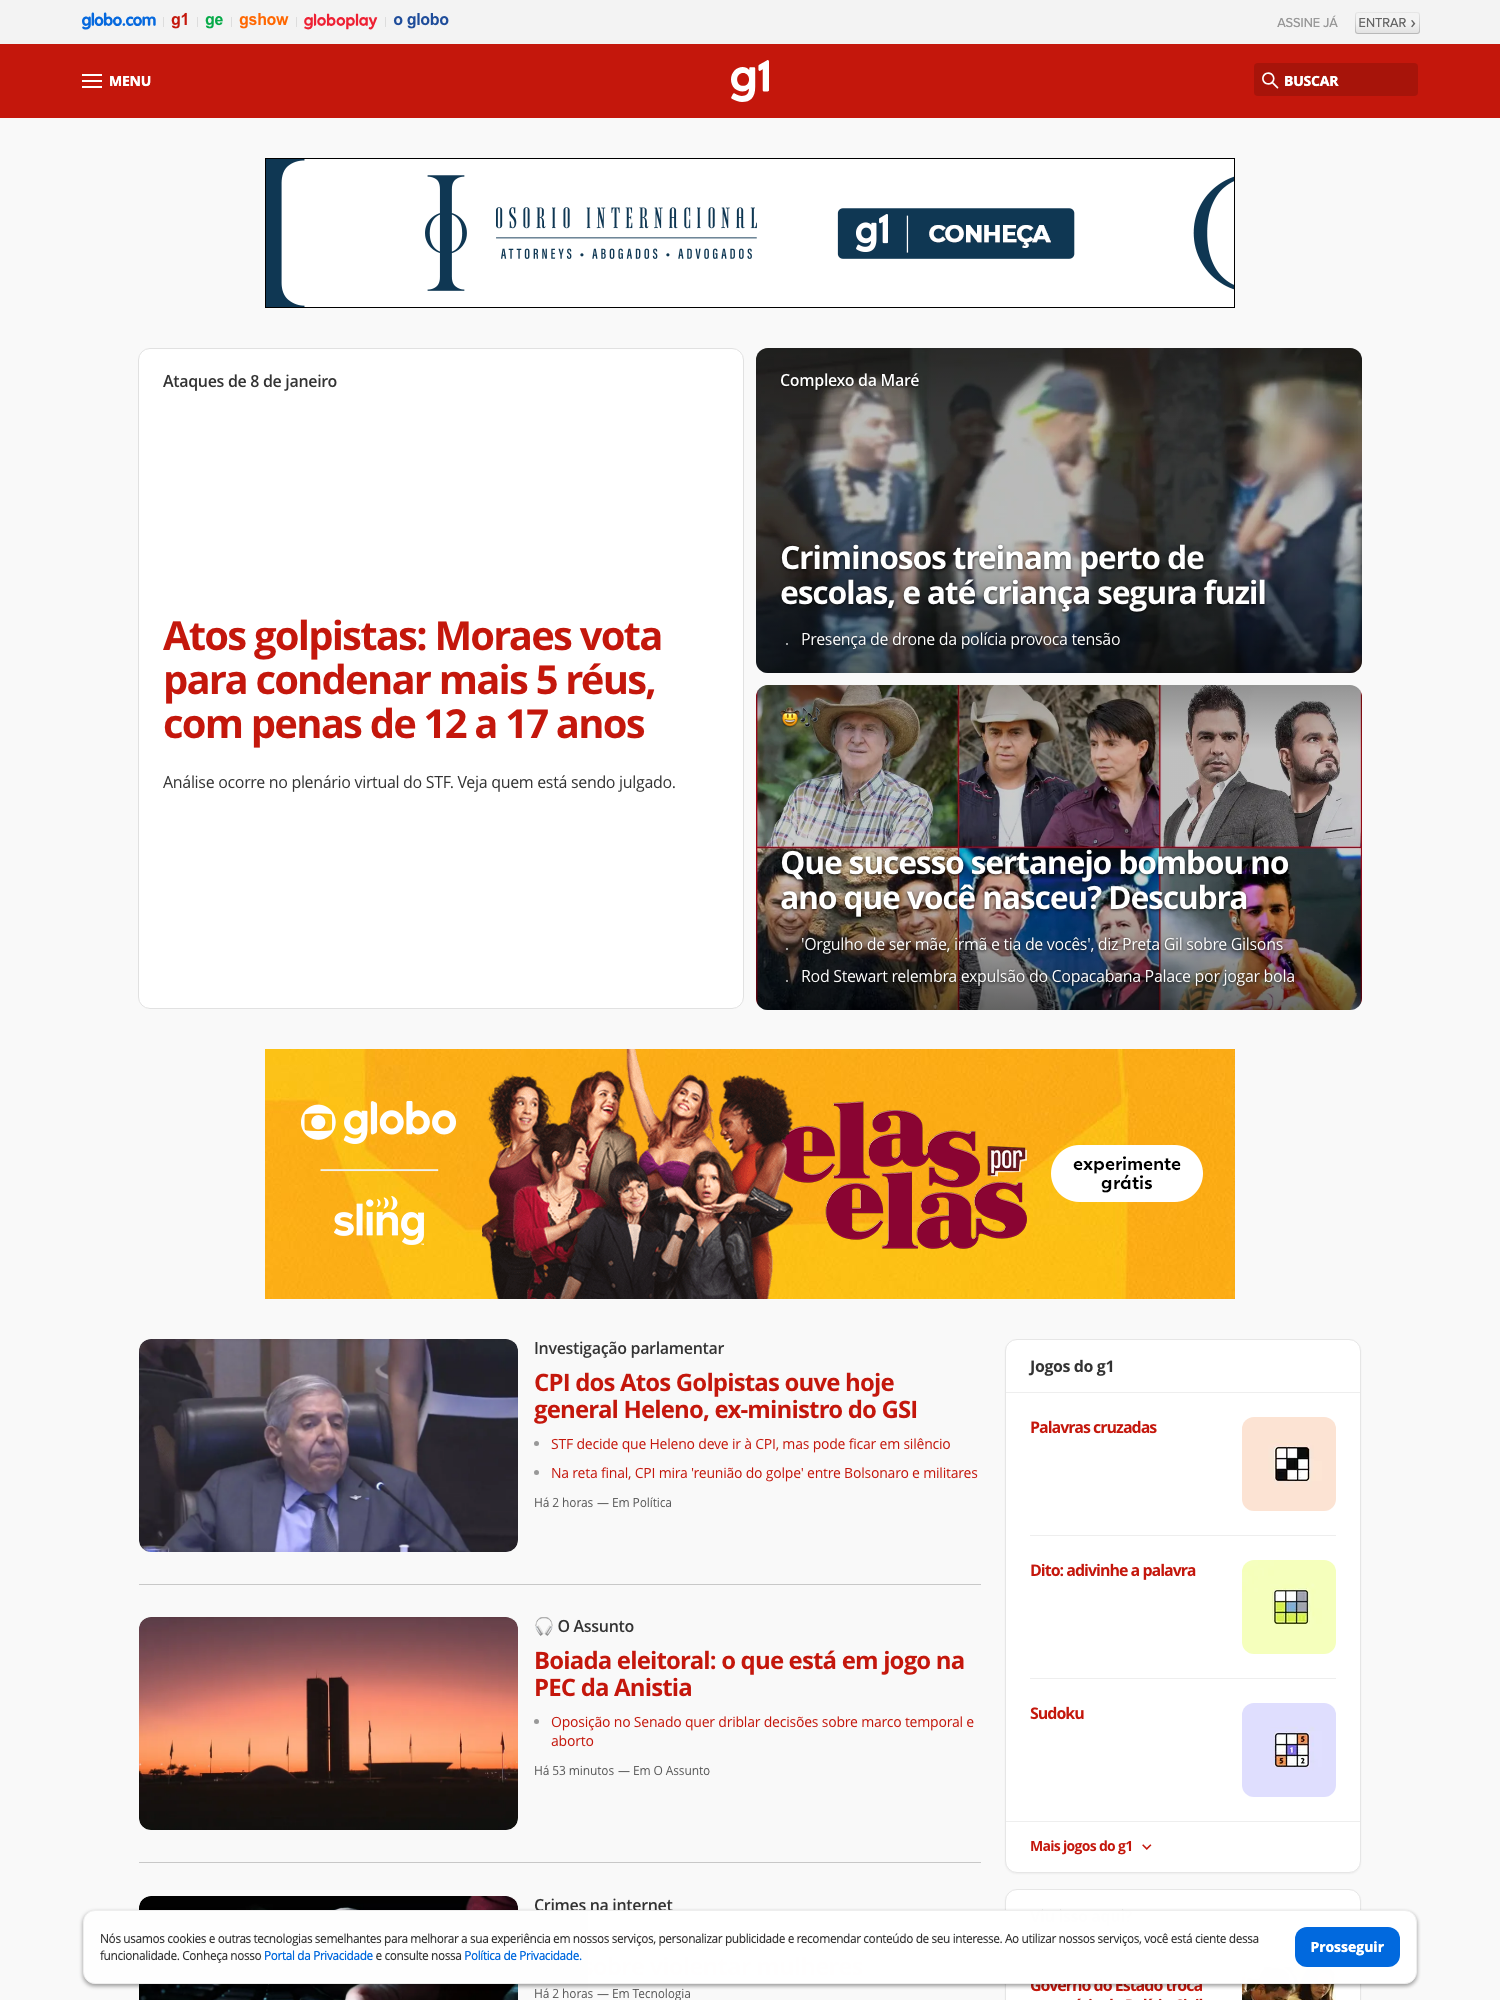 globo.com
g1
ge
gshow
globoplay
o globo
ASSINE JÁ
ENTRAR ›
MENU
g1
BUSCAR
OSORIO INTERNACIONAL
ATTORNEYS • ABOGADOS • ADVOGADOS
g1
CONHEÇA
Ataques de 8 de janeiro
Atos golpistas: Moraes vota
para condenar mais 5 réus,
com penas de 12 a 17 anos
Análise ocorre no plenário virtual do STF. Veja quem está sendo julgado.
Complexo da Maré
Criminosos treinam perto de
escolas, e até criança segura fuzil
Presença de drone da polícia provoca tensão
Que sucesso sertanejo bombou no
ano que você nasceu? Descubra
'Orgulho de ser mãe, irmã e tia de vocês', diz Preta Gil sobre Gilsons
Rod Stewart relembra expulsão do Copacabana Palace por jogar bola
globo
sling
elas por
elas
experimente
grátis
Investigação parlamentar
CPI dos Atos Golpistas ouve hoje
general Heleno, ex-ministro do GSI
• STF decide que Heleno deve ir à CPI, mas pode ficar em silêncio
• Na reta final, CPI mira 'reunião do golpe' entre Bolsonaro e militares
Há 2 horas — Em Política
O Assunto
Boiada eleitoral: o que está em jogo na
PEC da Anistia
• Oposição no Senado quer driblar decisões sobre marco temporal e
aborto
Há 53 minutos — Em O Assunto
Crimes na internet
Há 2 horas — Em Tecnologia
Jogos do g1
Palavras cruzadas
Dito: adivinhe a palavra
Sudoku
5
1
5
2
Mais jogos do g1
Governo do Estado troca
Nós usamos cookies e outras tecnologias semelhantes para melhorar a sua experiência em nossos serviços, personalizar publicidade e recomendar conteúdo de seu interesse. Ao utilizar nossos serviços, você está ciente dessa
funcionalidade. Conheça nosso Portal da Privacidade e consulte nossa Política de Privacidade.
Prosseguir